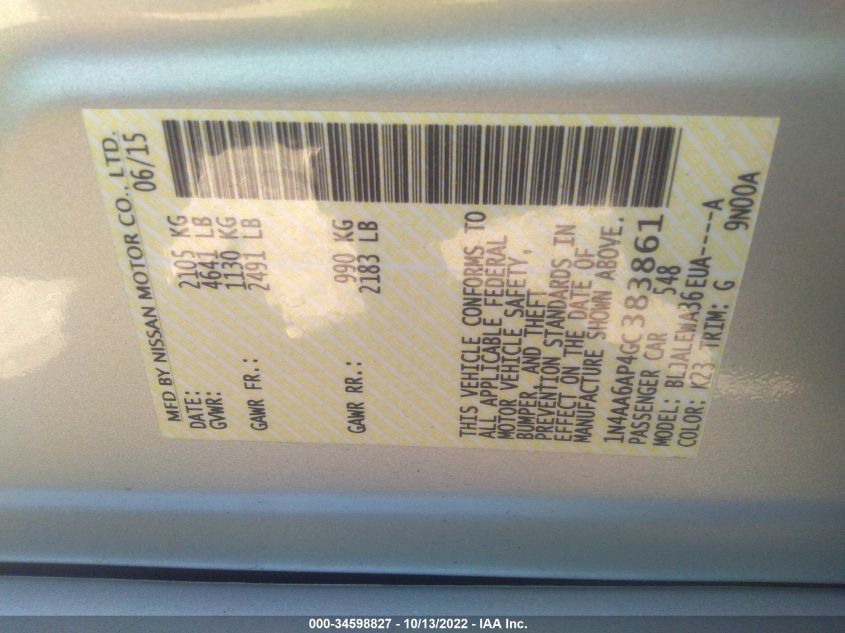 MFD BY NISSAN MOTOR CO., LTD.
DATE: 06/15
GVWR: 2105 KG
4641 LB
GAWR FR.: 1130 KG
2491 LB
GAWR RR.: 990 KG
2183 LB
THIS VEHICLE CONFORMS TO
ALL APPLICABLE FEDERAL
MOTOR VEHICLE SAFETY,
BUMPER, AND THEFT
PREVENTION STANDARDS IN
EFFECT ON THE DATE OF
MANUFACTURE SHOWN ABOVE.
1N4AA6AP4GC383861
PASSENGER CAR 548
MODEL: BLJALEWA36EUA----A
COLOR: K23 TRIM: G 9N00A
000-34598827 - 10/13/2022 - IAA Inc.